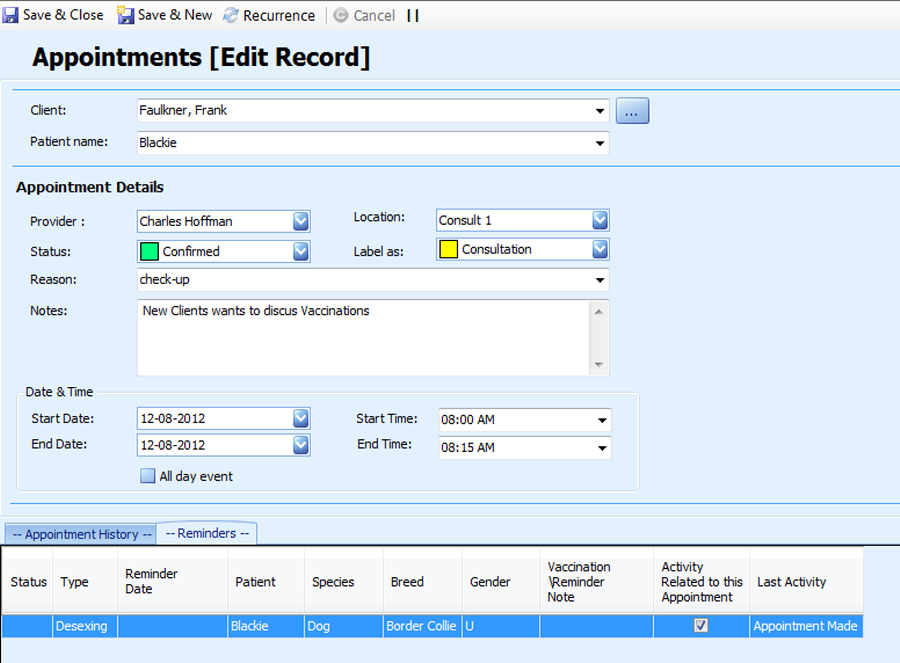 Save & Close Save & New Recurrence Cancel
Appointments [Edit Record]
Client: Faulkner, Frank ...
Patient name: Blackie
Appointment Details
Provider : Charles Hoffman Location: Consult 1
Status: Confirmed Label as: Consultation
Reason: check-up
Notes: New Clients wants to discus Vaccinations
Date & Time
Start Date: 12-08-2012 Start Time: 08:00 AM
End Date: 12-08-2012 End Time: 08:15 AM
All day event
-- Appointment History -- -- Reminders --
Status Type Reminder Date Patient Species Breed Gender Vaccination \Reminder Note Activity Related to this Appointment Last Activity
Desexing Blackie Dog Border Collie U Appointment Made